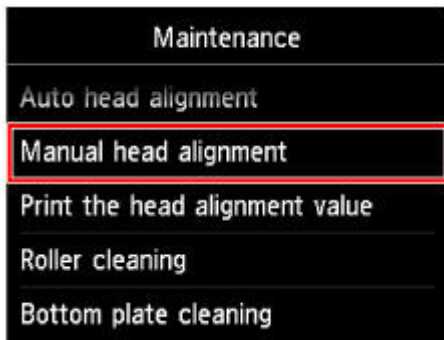 Maintenance
Auto head alignment
Manual head alignment
Print the head alignment value
Roller cleaning
Bottom plate cleaning